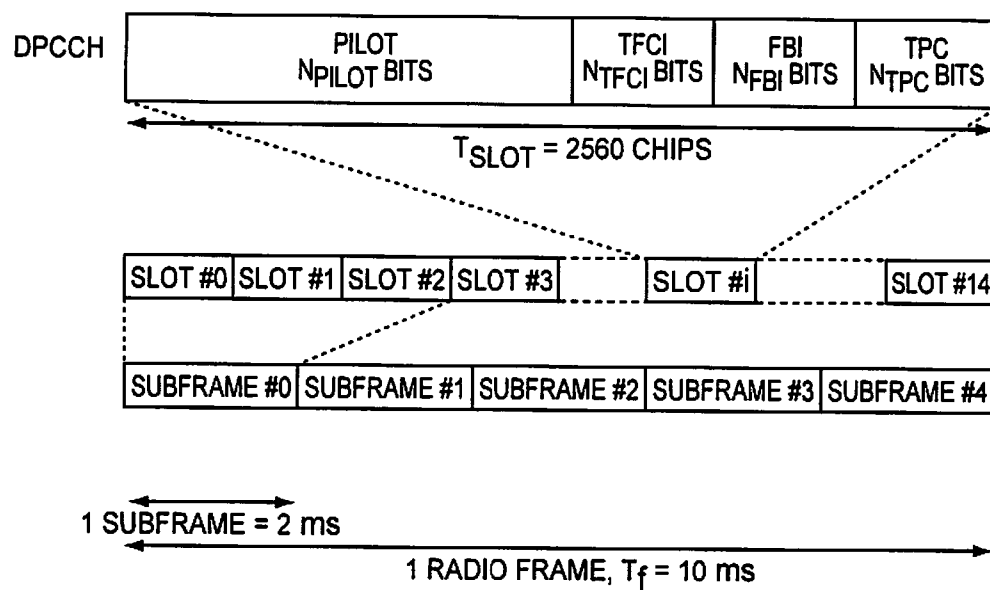 DPCCH
PILOT
NPILOT BITS
TFCI
NTFCI BITS
FBI
NFBI BITS
TPC
NTPC BITS
TSLOT = 2560 CHIPS
SLOT #0 SLOT #1 SLOT #2 SLOT #3 SLOT #i SLOT #14
SUBFRAME #0 SUBFRAME #1 SUBFRAME #2 SUBFRAME #3 SUBFRAME #4
1 SUBFRAME = 2 ms
1 RADIO FRAME, Tf = 10 ms